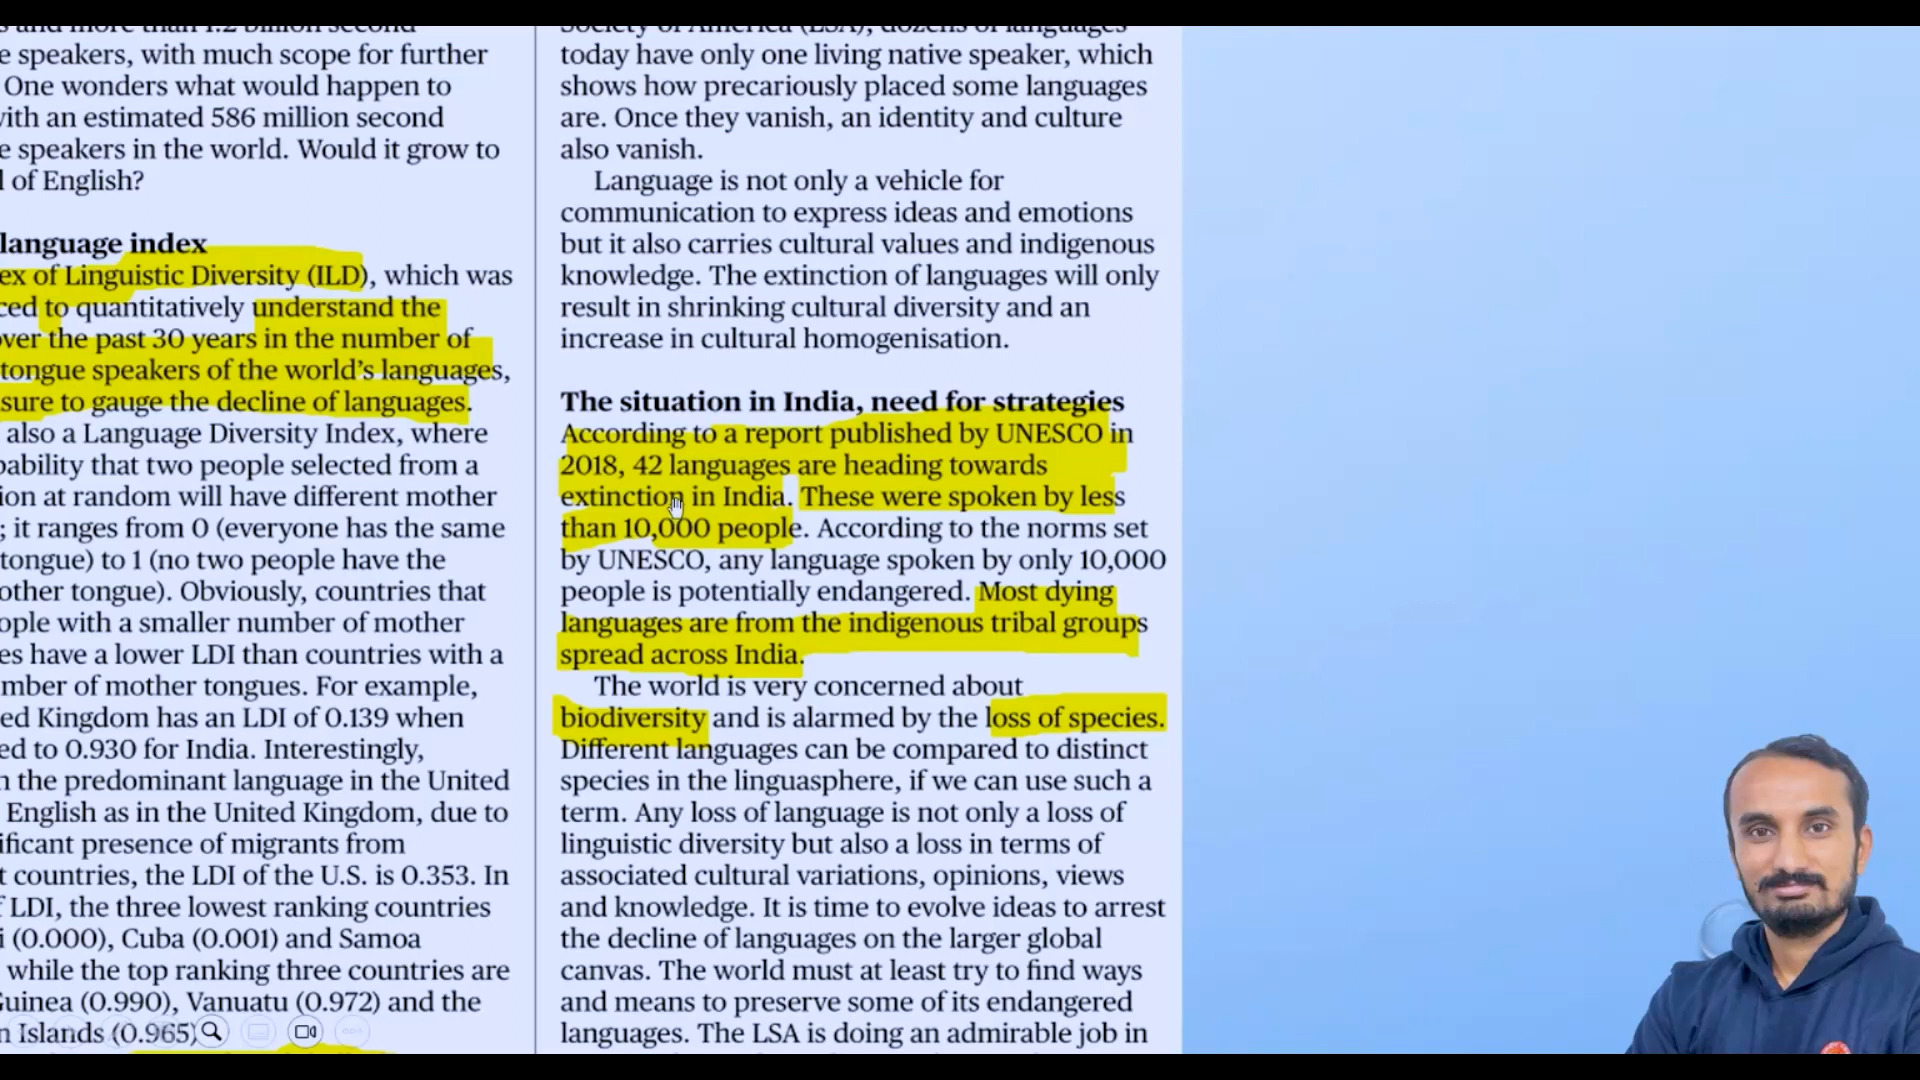 s and more than 1.2 billion second
e speakers, with much scope for further
One wonders what would happen to
with an estimated 586 million second
e speakers in the world. Would it grow to
l of English?
language index
ex of Linguistic Diversity (ILD), which was
ced to quantitatively understand the
over the past 30 years in the number of
tongue speakers of the world's languages,
sure to gauge the decline of languages.
also a Language Diversity Index, where
bability that two people selected from a
ion at random will have different mother
; it ranges from 0 (everyone has the same
tongue) to 1 (no two people have the
other tongue). Obviously, countries that
ople with a smaller number of mother
es have a lower LDI than countries with a
mber of mother tongues. For example,
ed Kingdom has an LDI of 0.139 when
ed to 0.930 for India. Interestingly,
n the predominant language in the United
English as in the United Kingdom, due to
ificant presence of migrants from
t countries, the LDI of the U.S. is 0.353. In
f LDI, the three lowest ranking countries
i (0.000), Cuba (0.001) and Samoa
while the top ranking three countries are
Guinea (0.990), Vanuatu (0.972) and the
n Islands (0.965)
Society of America (LSA), dozens of languages
today have only one living native speaker, which
shows how precariously placed some languages
are. Once they vanish, an identity and culture
also vanish.
Language is not only a vehicle for
communication to express ideas and emotions
but it also carries cultural values and indigenous
knowledge. The extinction of languages will only
result in shrinking cultural diversity and an
increase in cultural homogenisation.
The situation in India, need for strategies
According to a report published by UNESCO in
2018, 42 languages are heading towards
extinction in India. These were spoken by less
than 10,000 people. According to the norms set
by UNESCO, any language spoken by only 10,000
people is potentially endangered. Most dying
languages are from the indigenous tribal groups
spread across India.
The world is very concerned about
biodiversity and is alarmed by the loss of species.
Different languages can be compared to distinct
species in the linguasphere, if we can use such a
term. Any loss of language is not only a loss of
linguistic diversity but also a loss in terms of
associated cultural variations, opinions, views
and knowledge. It is time to evolve ideas to arrest
the decline of languages on the larger global
canvas. The world must at least try to find ways
and means to preserve some of its endangered
languages. The LSA is doing an admirable job in